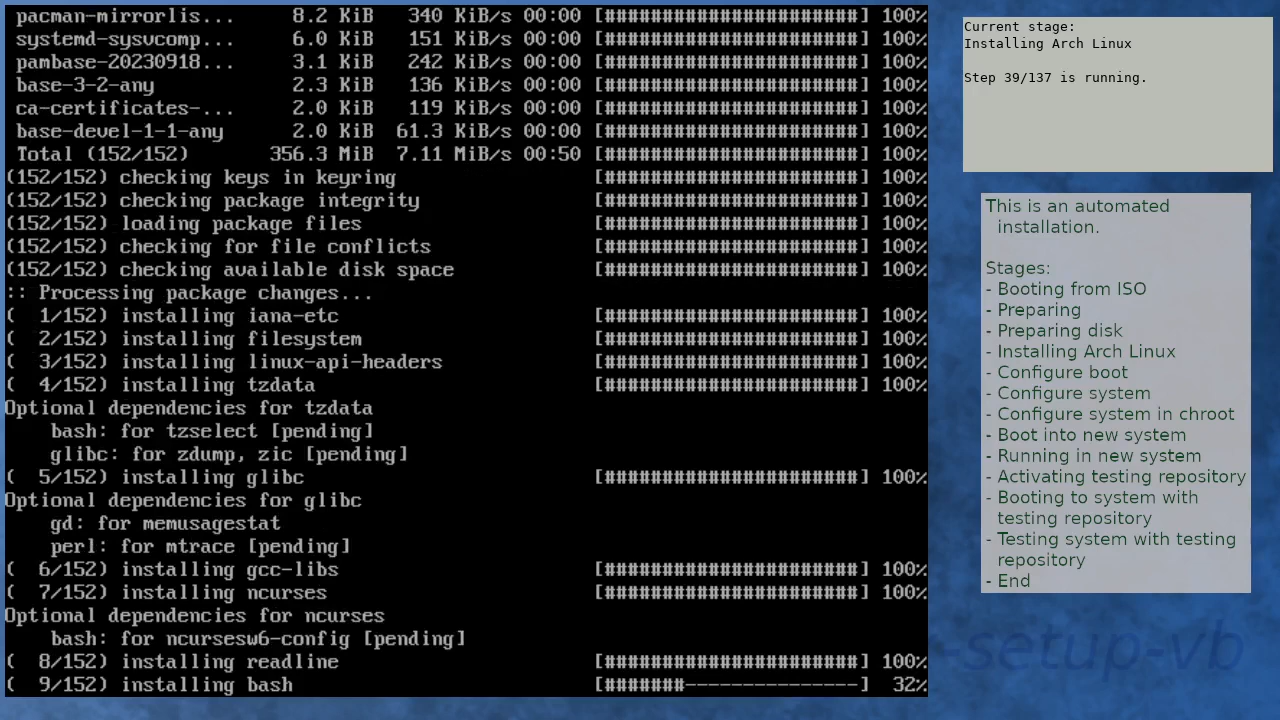 pacman-mirrorlis... 8.2 KiB 340 KiB/s 00:00 [######################] 100%
systemd-sysvcomp... 6.0 KiB 151 KiB/s 00:00 [######################] 100%
pambase-20230918... 3.1 KiB 242 KiB/s 00:00 [######################] 100%
base-3-2-any 2.3 KiB 136 KiB/s 00:00 [######################] 100%
ca-certificates-... 2.0 KiB 119 KiB/s 00:00 [######################] 100%
base-devel-1-1-any 2.0 KiB 61.3 KiB/s 00:00 [######################] 100%
Total (152/152) 356.3 MiB 7.11 MiB/s 00:50 [######################] 100%
(152/152) checking keys in keyring [######################] 100%
(152/152) checking package integrity [######################] 100%
(152/152) loading package files [######################] 100%
(152/152) checking for file conflicts [######################] 100%
(152/152) checking available disk space [######################] 100%
:: Processing package changes...
( 1/152) installing iana-etc [######################] 100%
( 2/152) installing filesystem [######################] 100%
( 3/152) installing linux-api-headers [######################] 100%
( 4/152) installing tzdata [######################] 100%
Optional dependencies for tzdata
bash: for tzselect [pending]
glibc: for zdump, zic [pending]
( 5/152) installing glibc [######################] 100%
Optional dependencies for glibc
gd: for memusagestat
perl: for mtrace [pending]
( 6/152) installing gcc-libs [######################] 100%
( 7/152) installing ncurses [######################] 100%
Optional dependencies for ncurses
bash: for ncursesw6-config [pending]
( 8/152) installing readline [######################] 100%
( 9/152) installing bash [#######---------------] 32%
Current stage:
Installing Arch Linux
Step 39/137 is running.
This is an automated
installation.
Stages:
- Booting from ISO
- Preparing
- Preparing disk
- Installing Arch Linux
- Configure boot
- Configure system
- Configure system in chroot
- Boot into new system
- Running in new system
- Activating testing repository
- Booting to system with
testing repository
- Testing system with testing
repository
- End
-setup-vb